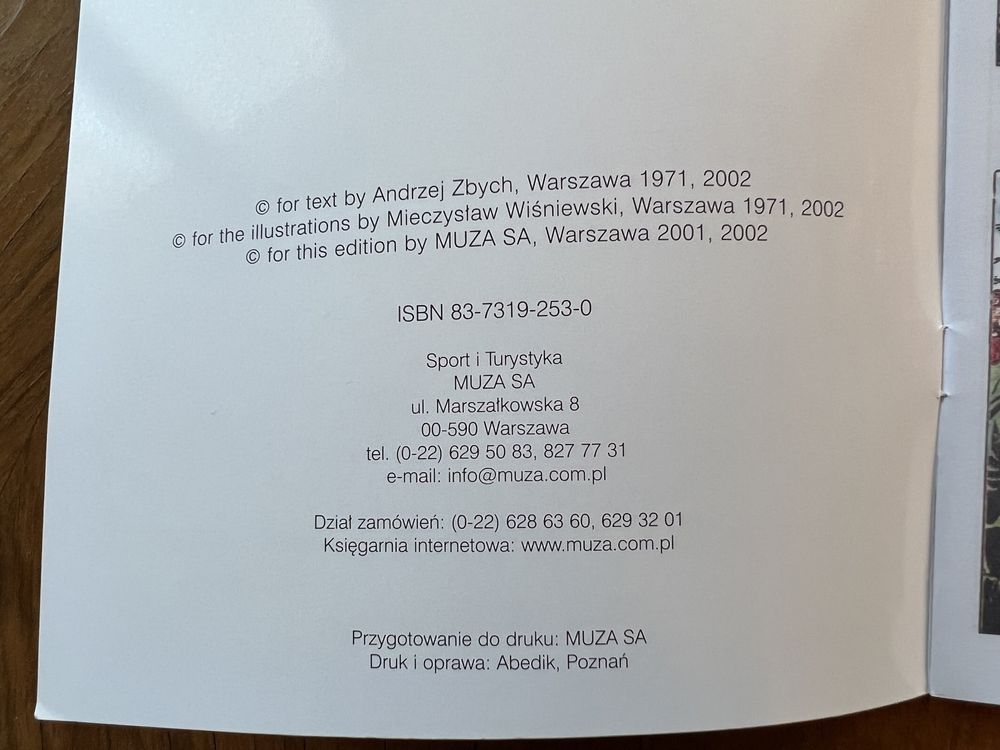 © for text by Andrzej Zbych, Warszawa 1971, 2002
© for the illustrations by Mieczysław Wiśniewski, Warszawa 1971, 2002
© for this edition by MUZA SA, Warszawa 2001, 2002
ISBN 83-7319-253-0
Sport i Turystyka
MUZA SA
ul. Marszałkowska 8
00-590 Warszawa
tel. (0-22) 629 50 83, 827 77 31
e-mail: info@muza.com.pl
Dział zamówień: (0-22) 628 63 60, 629 32 01
Księgarnia internetowa: www.muza.com.pl
Przygotowanie do druku: MUZA SA
Druk i oprawa: Abedik, Poznań